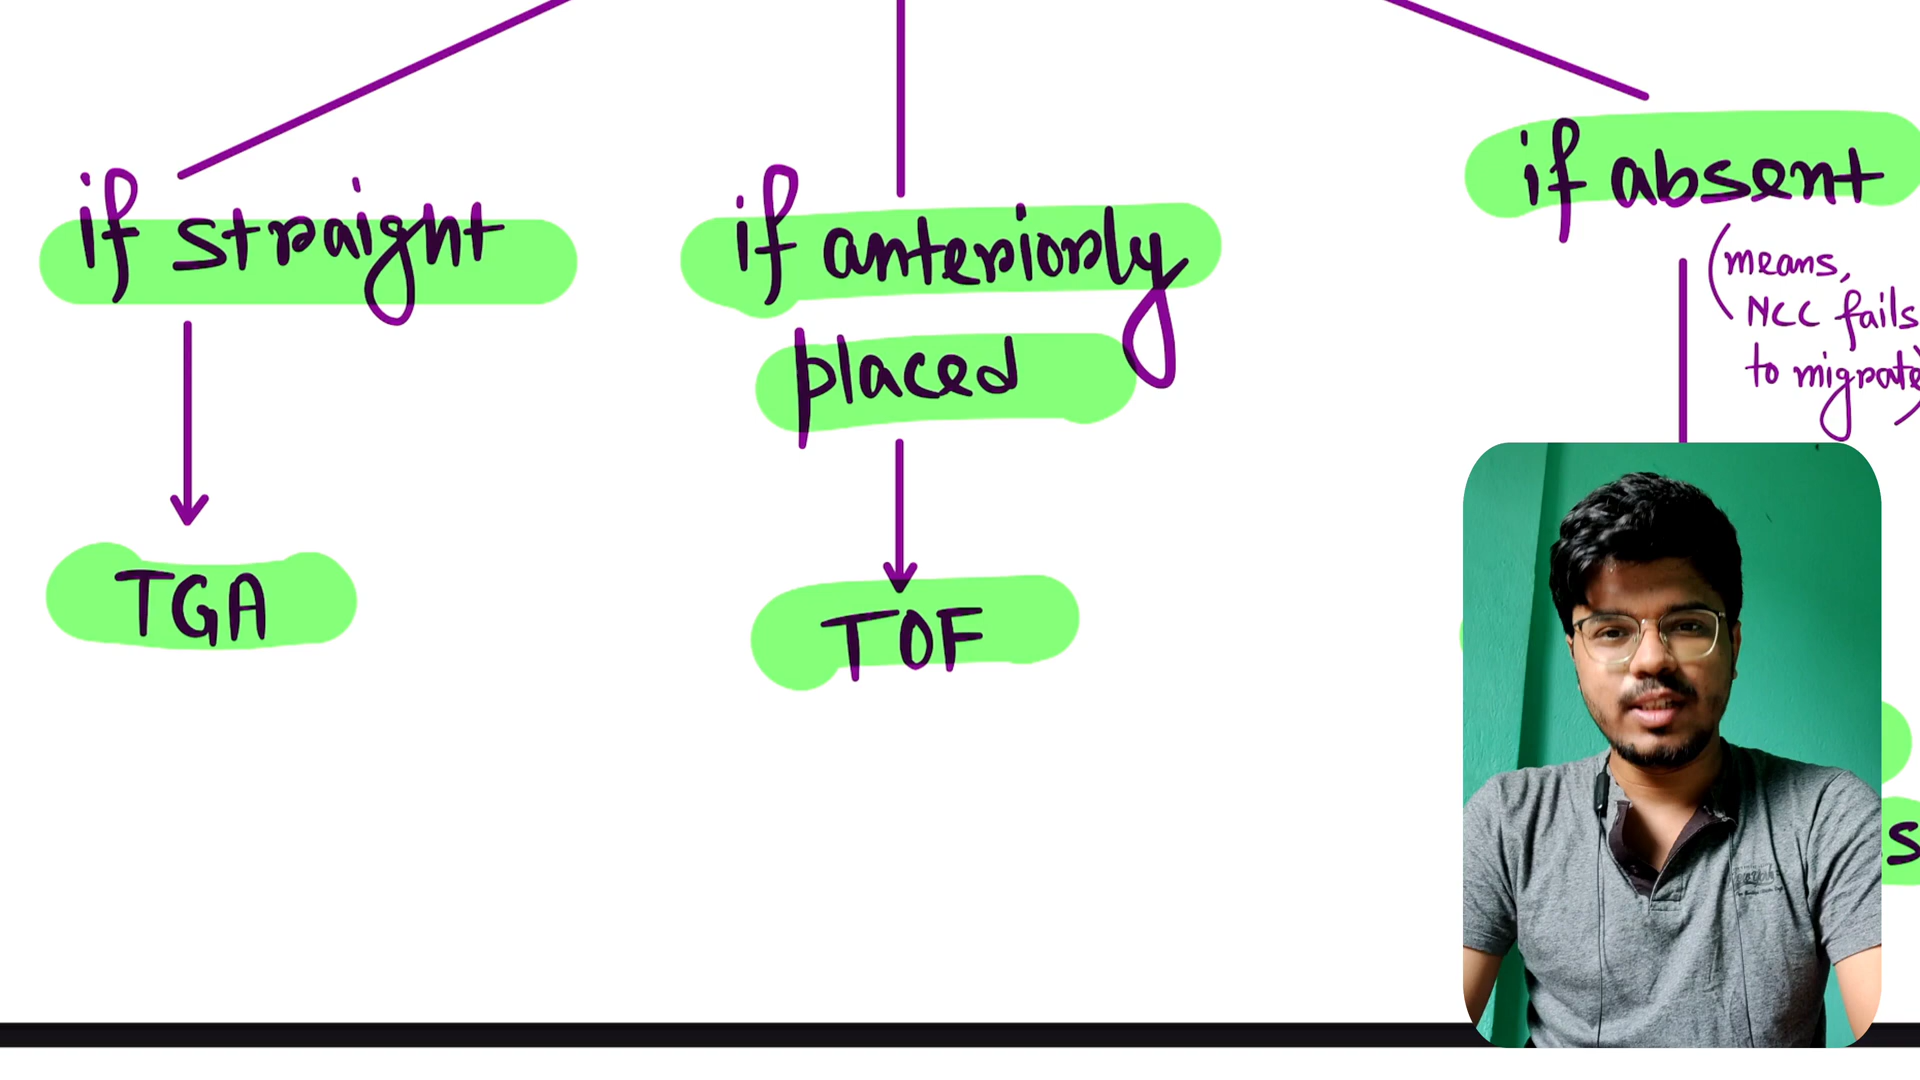 if straight
TGA
if anteriorly
placed
TOF
if absent
(means,
NCC fails
to migrate)
s